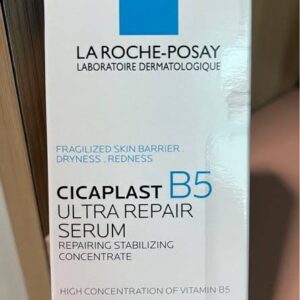 LA ROCHE-POSAY
LABORATOIRE DERMATOLOGIQUE
FRAGILIZED SKIN BARRIER .
DRYNESS . REDNESS
CICAPLAST B5
ULTRA REPAIR
SERUM
REPAIRING STABILIZING
CONCENTRATE
HIGH CONCENTRATION OF VITAMIN B5